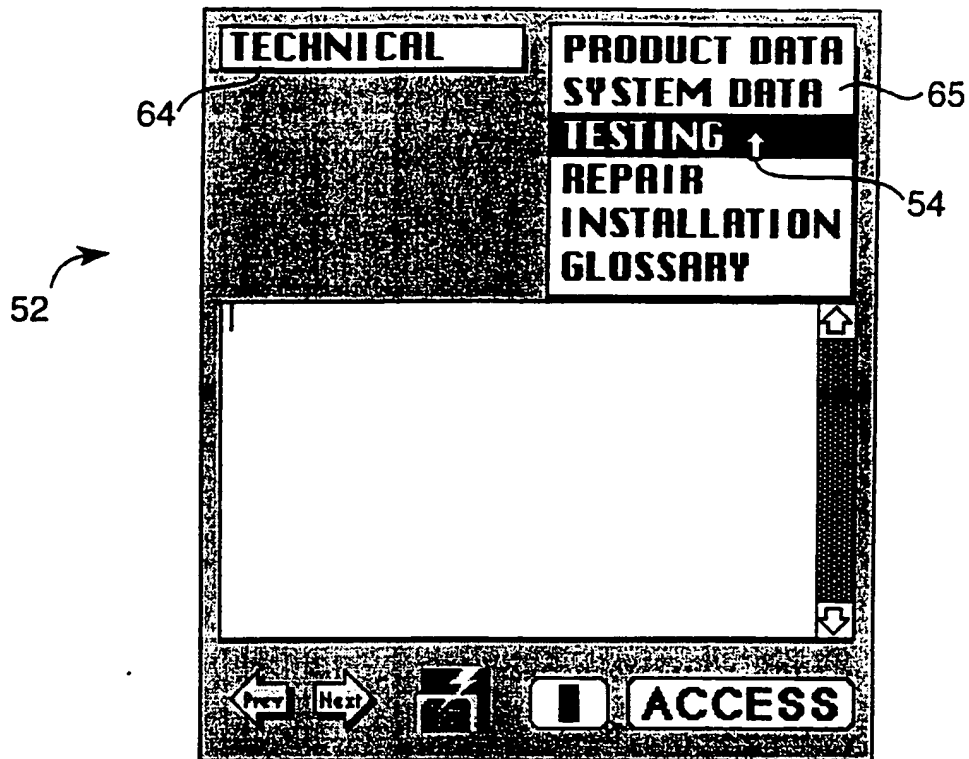 TECHNICAL
64
PRODUCT DATA
SYSTEM DATA
65
TESTING
54
REPAIR
INSTALLATION
GLOSSARY
52
Prev
Next
ACCESS